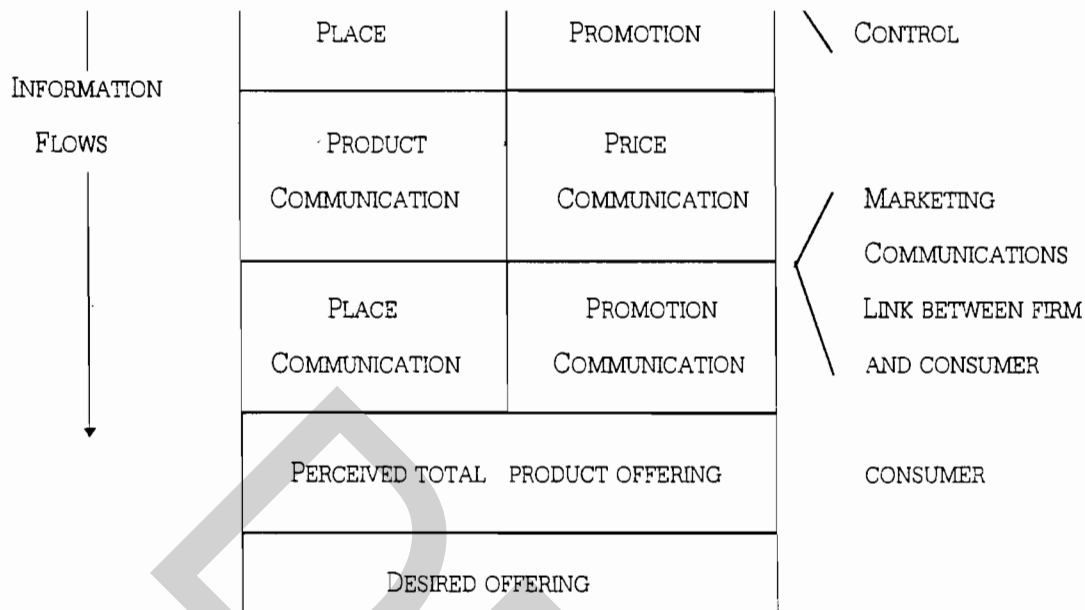 PLACE PROMOTION CONTROL
INFORMATION
FLOWS PRODUCT PRICE
COMMUNICATION COMMUNICATION MARKETING
COMMUNICATIONS
PLACE PROMOTION LINK BETWEEN FIRM
COMMUNICATION COMMUNICATION AND CONSUMER
PERCEIVED TOTAL PRODUCT OFFERING CONSUMER
DESIRED OFFERING